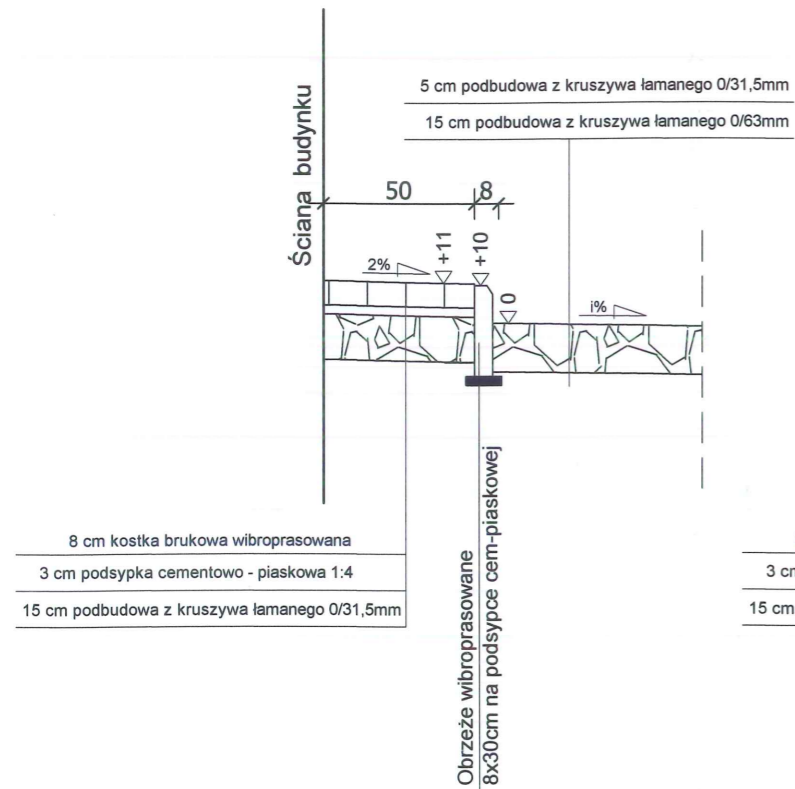 5 cm podbudowa z kruszywa łamanego 0/31,5mm
15 cm podbudowa z kruszywa łamanego 0/63mm
Ściana budynku
50
8
2%
+11
+10
0
i%
8 cm kostka brukowa wibroprasowana
3 cm podsypka cementowo - piaskowa 1:4
15 cm podbudowa z kruszywa łamanego 0/31,5mm
Obrzeże wibroprasowane
8x30cm na podsypce cem-piaskowej
3 cm
15 cm